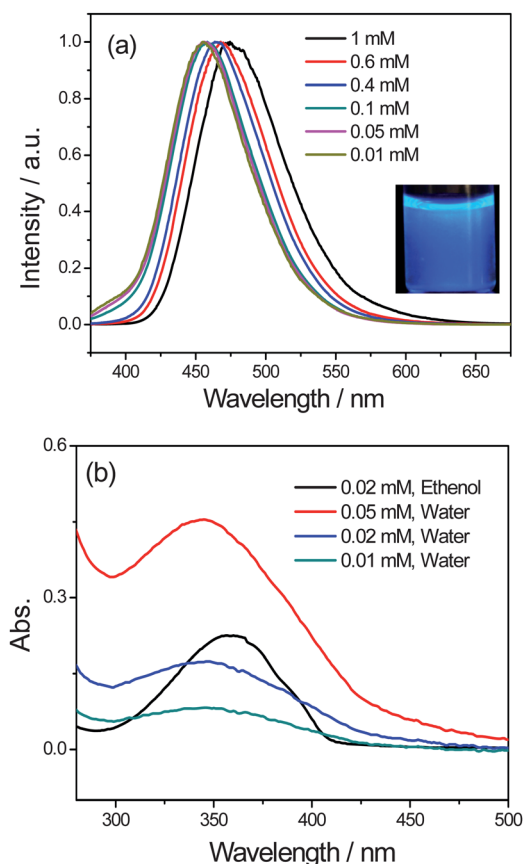 (a)
1 mM
0.6 mM
0.4 mM
0.1 mM
0.05 mM
0.01 mM
1.0
0.8
0.6
0.4
0.2
0.0
Intensity / a.u.
400 450 500 550 600 650
Wavelength / nm
(b)
0.02 mM, Ethenol
0.05 mM, Water
0.02 mM, Water
0.01 mM, Water
0.6
0.3
0.0
Abs.
300 350 400 450 500
Wavelength / nm